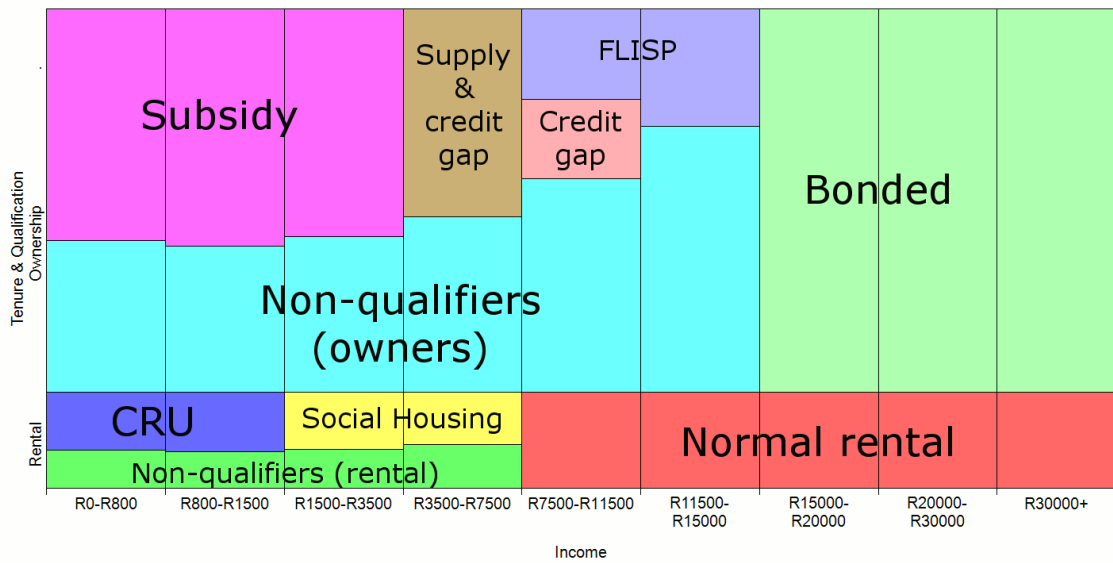 Subsidy
Supply
&
credit
gap
FLISP
Credit
gap
Bonded
Tenure & Qualification
Ownership
Non-qualifiers
(owners)
Rental
CRU
Social Housing
Normal rental
Non-qualifiers (rental)
R0-R800
R800-R1500
R1500-R3500
R3500-R7500
R7500-R11500
R11500-
R15000
R15000-
R20000
R20000-
R30000
R30000+
Income